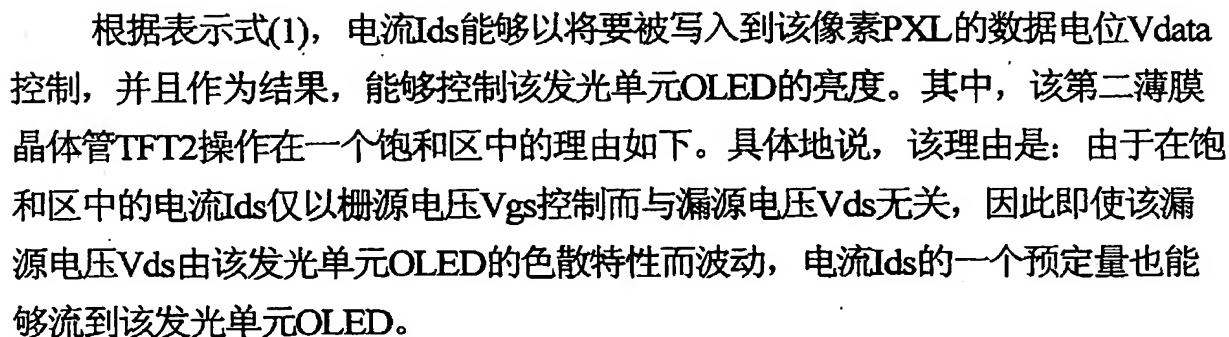 根据表示式(1)，电流Ids能够以将要被写入到该像素PXL的数据电位Vdata
控制，并且作为结果，能够控制该发光单元OLED的亮度。其中，该第二薄膜
晶体管TFT2操作在一个饱和区中的理由如下。具体地说，该理由是：由于在饱
和区中的电流Ids仅以栅源电压Vgs控制而与漏源电压Vds无关，因此即使该漏
源电压Vds由该发光单元OLED的色散特性而波动，电流Ids的一个预定量也能
够流到该发光单元OLED。